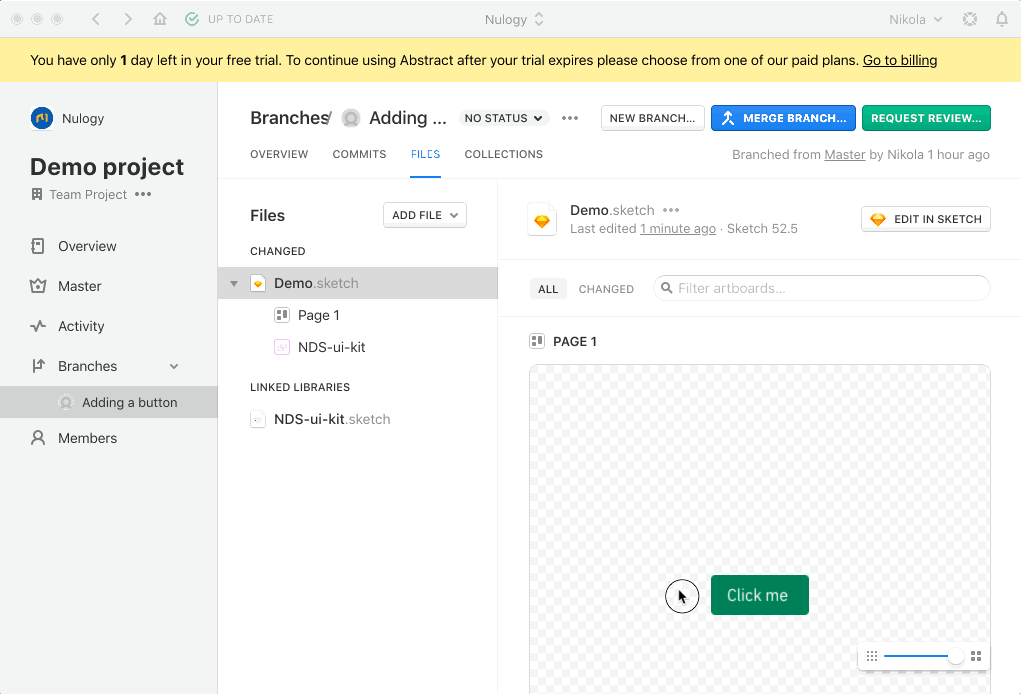 UP TO DATE
Nulogy
Nikola
You have only 1 day left in your free trial. To continue using Abstract after your trial expires please choose from one of our paid plans. Go to billing
Nulogy
Demo project
Team Project •••
Overview
Master
Activity
Branches
Adding a button
Members
Branches/ Adding ...
NO STATUS
•••
NEW BRANCH...
MERGE BRANCH...
REQUEST REVIEW...
OVERVIEW COMMITS FILES COLLECTIONS
Branched from Master by Nikola 1 hour ago
Files
ADD FILE
CHANGED
Demo.sketch
Page 1
NDS-ui-kit
LINKED LIBRARIES
NDS-ui-kit.sketch
Demo.sketch •••
Last edited 1 minute ago · Sketch 52.5
EDIT IN SKETCH
ALL CHANGED
Filter artboards...
PAGE 1
Click me